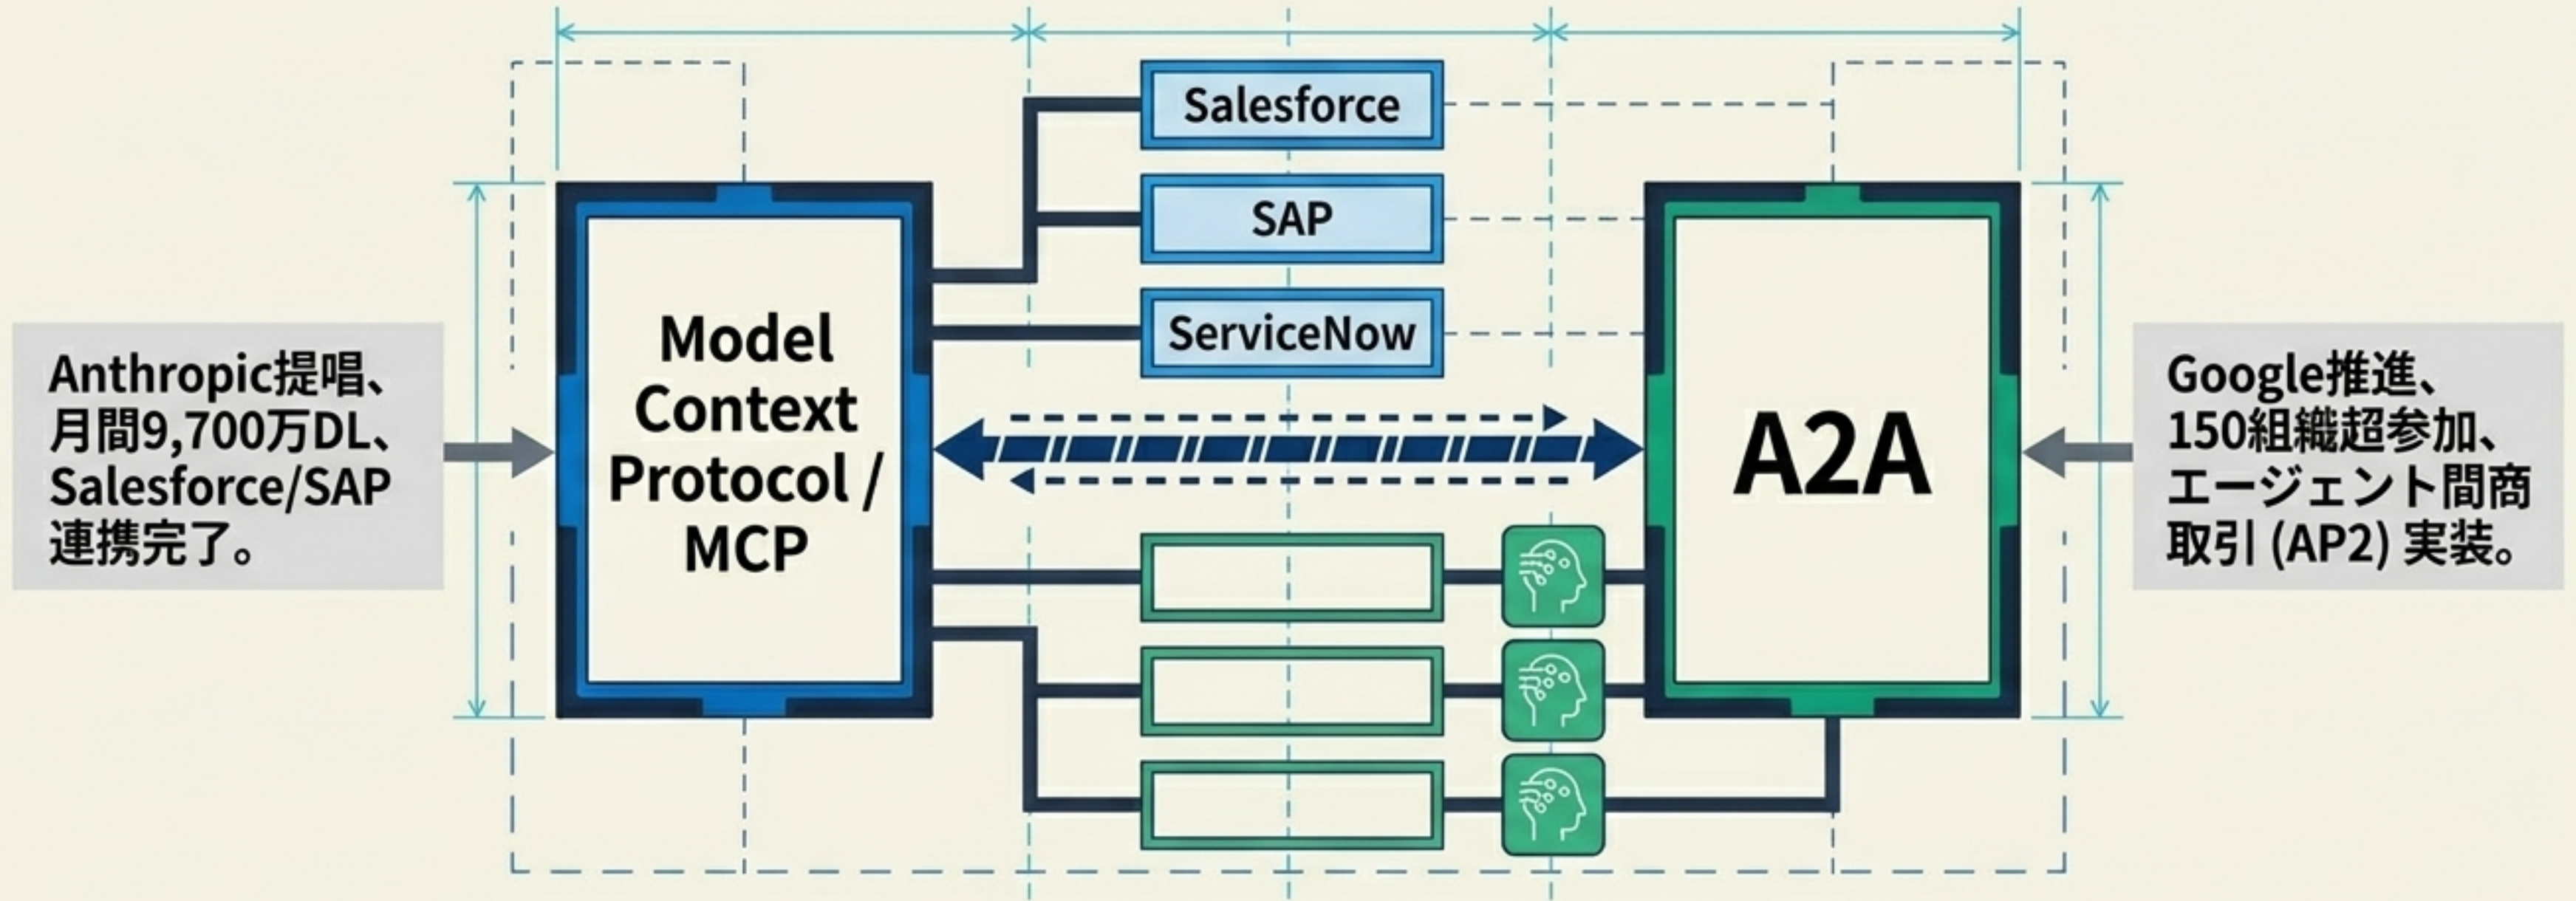 Anthropic提唱、
月間9,700万DL、
Salesforce/SAP
連携完了。
Model
Context
Protocol /
MCP
Salesforce
SAP
ServiceNow
A2A
Google推進、
150組織超参加、
エージェント間商
取引 (AP2) 実装。